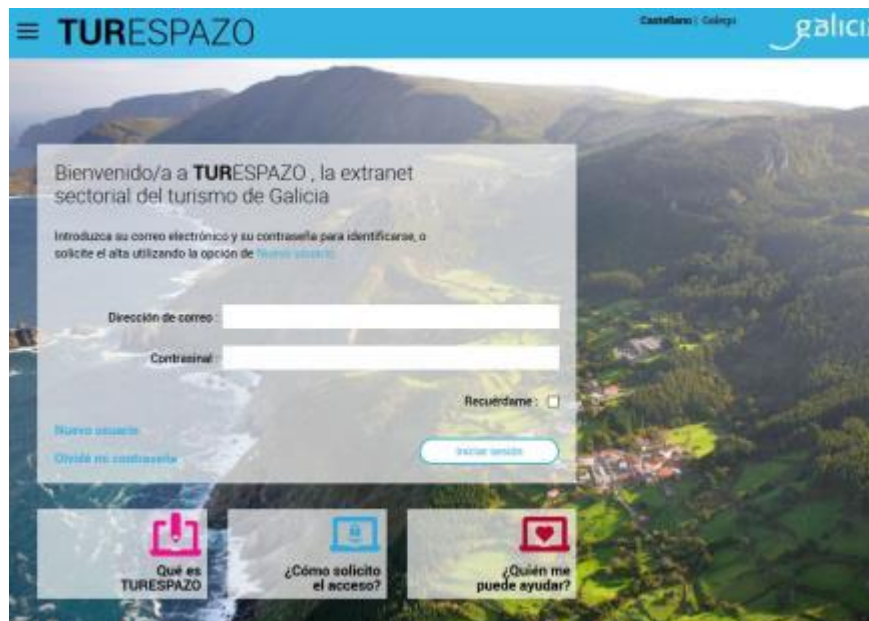 TURESPAZO
Castellano | Galego
galicia
Bienvenido/a a TURESPAZO , la extranet
sectorial del turismo de Galicia
Introduzca su correo electrónico y su contraseña para identificarse, o
solicite el alta utilizando la opción de Nuevo usuario
Dirección de correo :
Contrasinal :
Recuérdame :
Nuevo usuario
Olvidé mi contraseña
Iniciar sesión
Qué es
TURESPAZO
¿Cómo solicito
el acceso?
¿Quién me
puede ayudar?